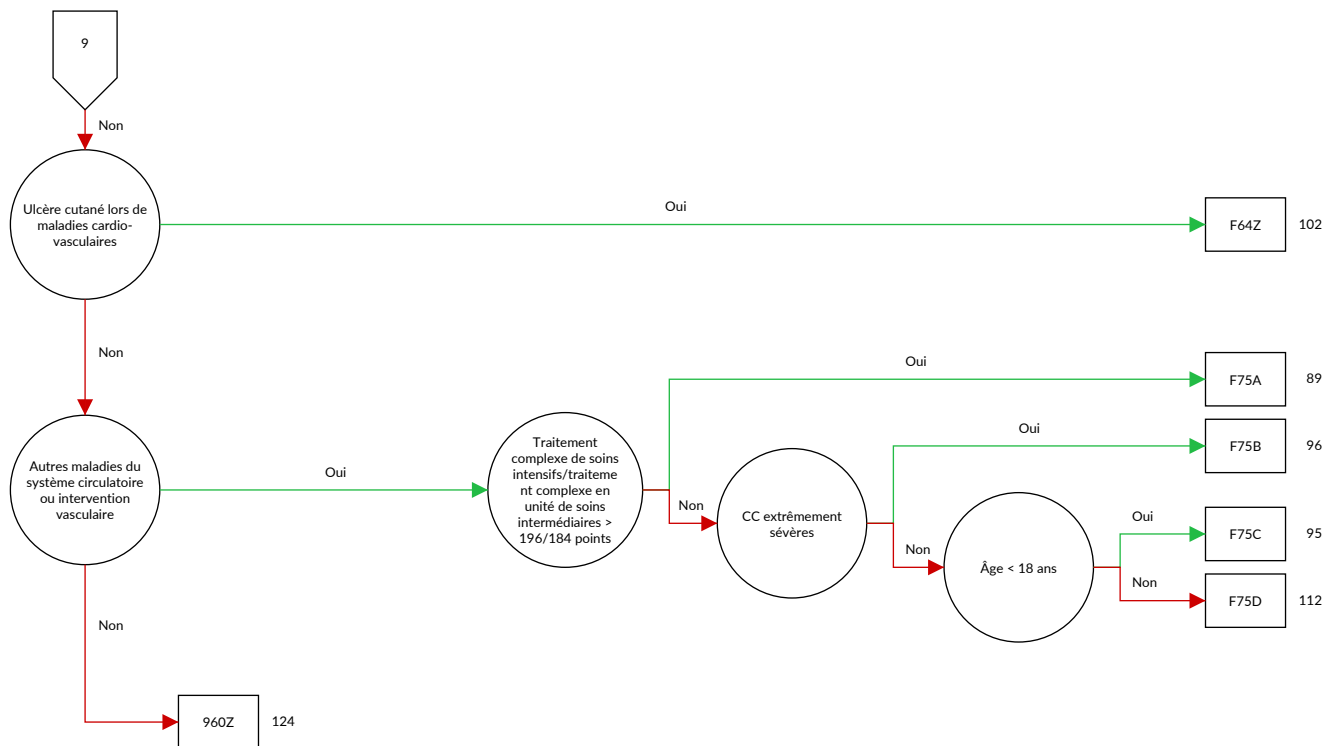 9
Non
Ulcère cutané lors de
maladies cardio-
vasculaires
Oui
F64Z
102
Non
Autres maladies du
système circulatoire
ou intervention
vasculaire
Oui
Traitement
complexe de soins
intensifs/traiteme
nt complexe en
unité de soins
intermédiaires >
196/184 points
Oui
F75A
89
Non
CC extrêmement
sévères
Oui
F75B
96
Non
Âge < 18 ans
Oui
F75C
95
Non
F75D
112
Non
960Z
124